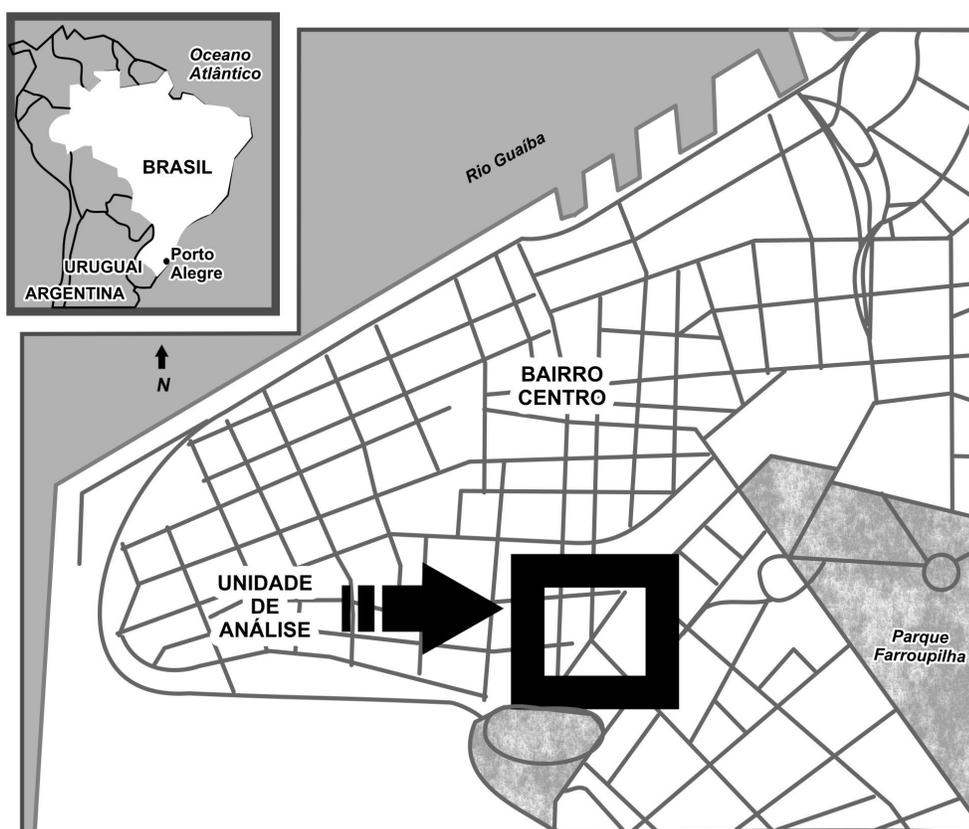 Oceano
Atlântico
BRASIL
Porto
Alegre
URUGUAI
ARGENTINA
N
Rio Guaíba
BAIRRO
CENTRO
UNIDADE
DE
ANÁLISE
Parque
Farroupilha